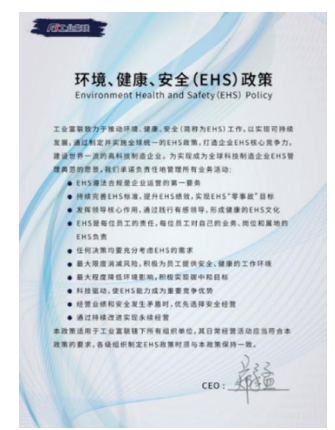 工业富联
环境、健康、安全(EHS)政策
Environment Health and Safety(EHS) Policy
工业富联致力于推动环境、健康、安全(简称为EHS)工作,以实现可持续
发展,通过制定并实施全球统一的EHS政策,打造企业EHS核心竞争力,
建设世界一流的高科技制造企业。为实现成为全球科技制造企业EHS管
理典范的愿景,我们承诺负责任地管理所有业务活动:
● EHS遵法合规是企业运营的第一要务
● 持续完善EHS标准,提升EHS绩效,实现EHS“零事故”目标
● 发挥领导核心作用,通过践行有感领导,形成健康的EHS文化
● EHS是每位员工的责任,每位员工对自己的业务、岗位和属地的
EHS负责
● 任何决策均要充分考虑EHS的需求
● 最大限度消减风险,积极为员工提供安全、健康的工作环境
● 最大程度降低环境影响,积极实现碳中和目标
● 科技驱动,使EHS能力成为重要竞争优势
● 经营业绩和安全发生矛盾时,优先选择安全经营
● 通过持续改进实现永续经营
本政策适用于工业富联辖下所有组织单位,其日常经营活动应当符合本
政策的要求,各级组织制定EHS政策时须与本政策保持一致。
CEO: